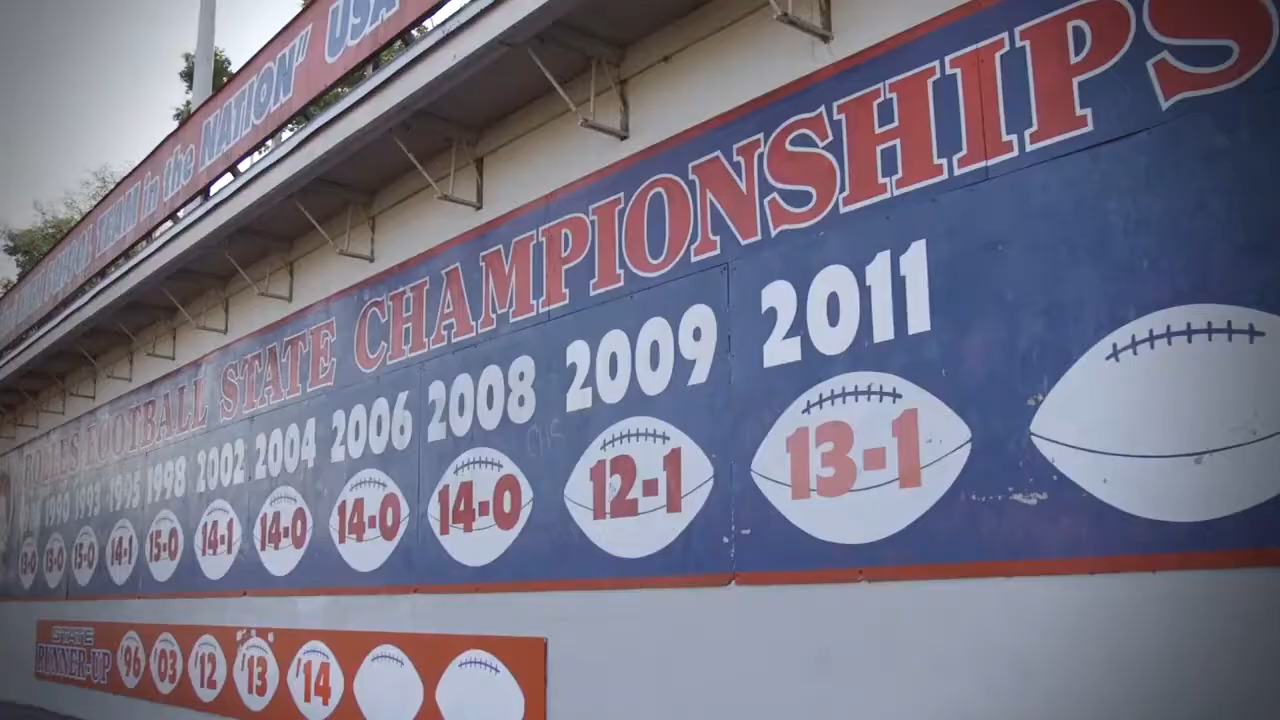 TEAM in the NATION" USA
FOOTBALL STATE CHAMPIONSHIPS
1990 1993 1995 1998 2002 2004 2006 2008 2009 2011
13-0 15-0 14-1 15-0 14-1 14-0 14-0 14-0 12-1 13-1
STATE
RUNNER-UP '96 '03 '12 '13 '14